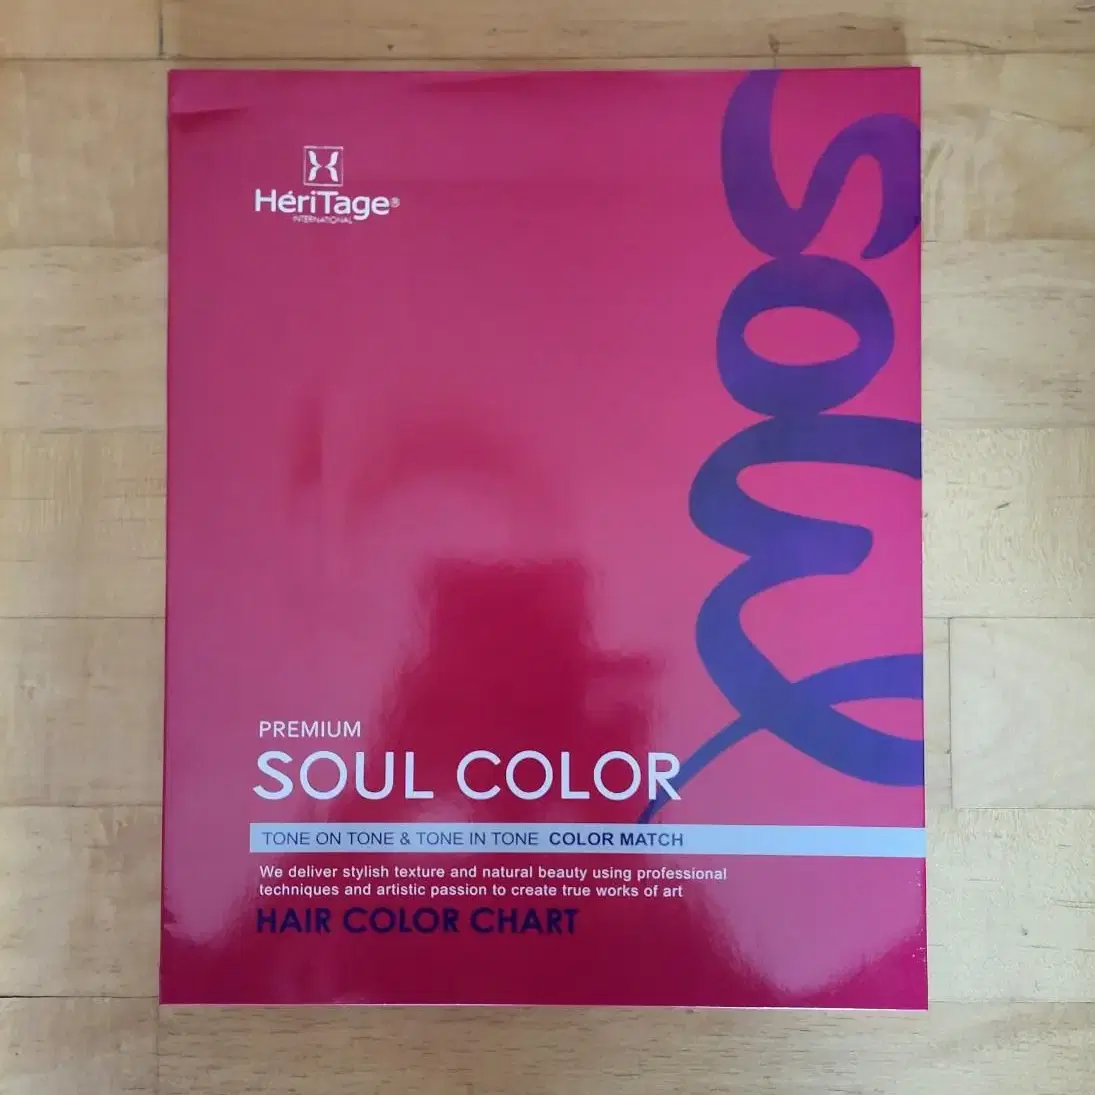 HériTage®
INTERNATIONAL
soul
PREMIUM
SOUL COLOR
TONE ON TONE & TONE IN TONE COLOR MATCH
We deliver stylish texture and natural beauty using professional
techniques and artistic passion to create true works of art
HAIR COLOR CHART